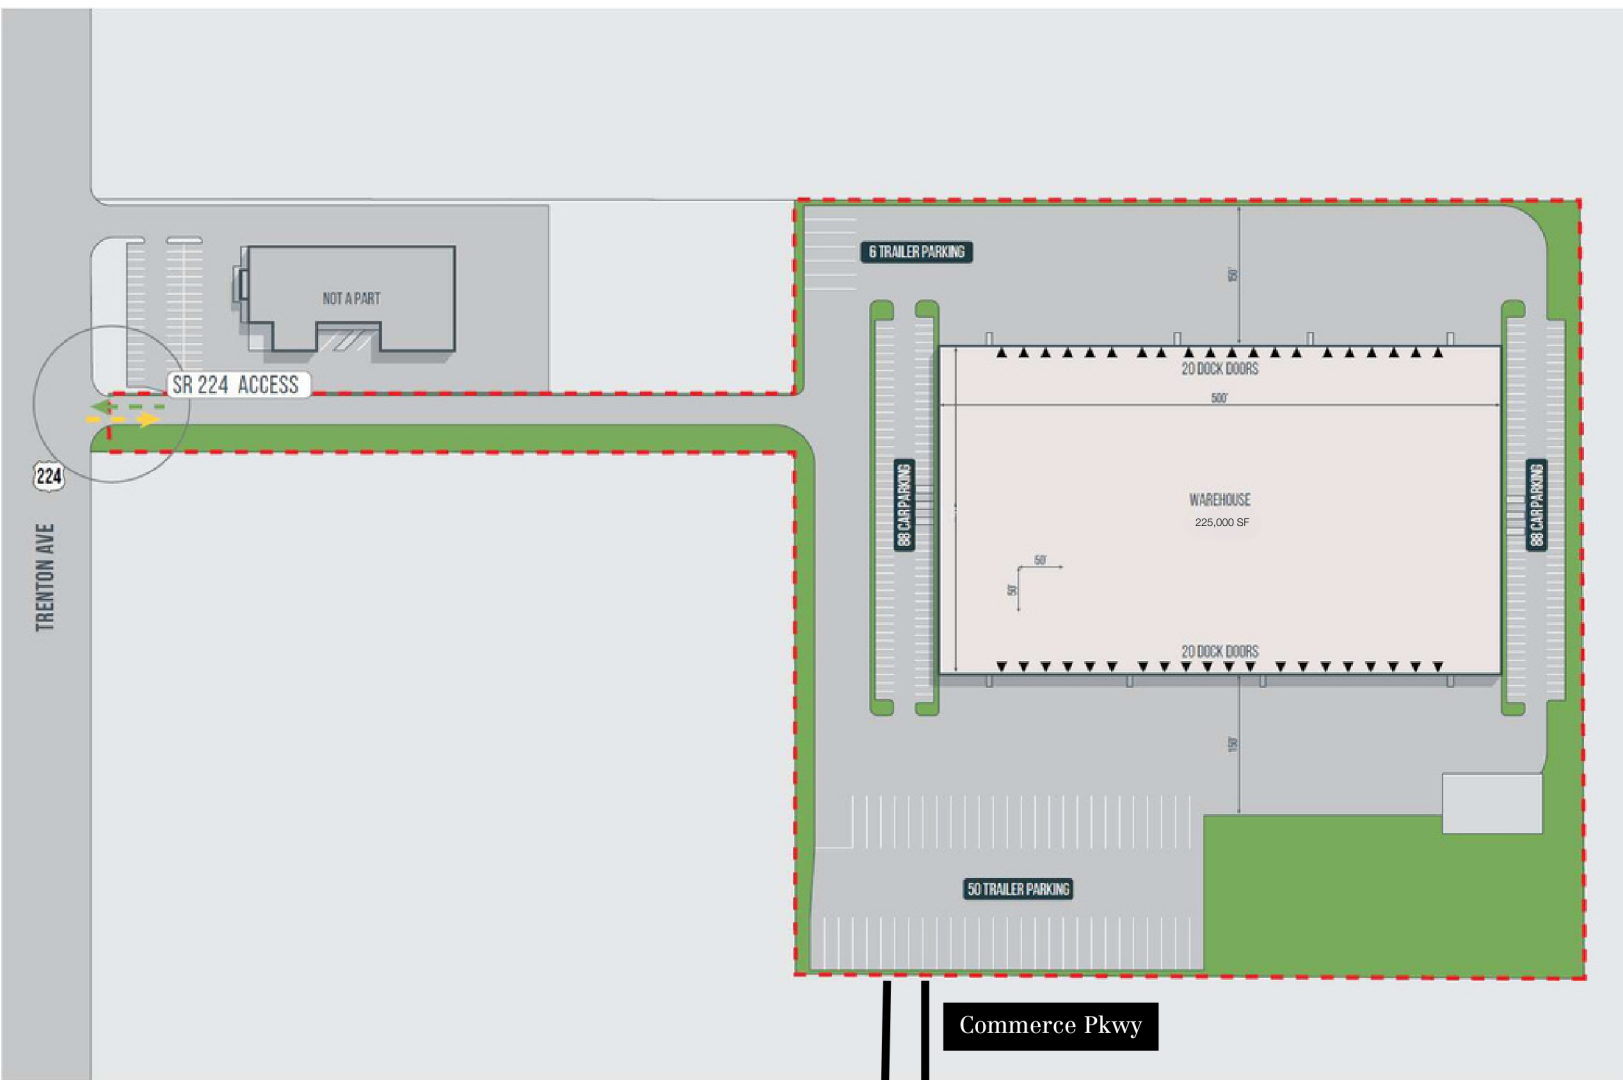 6 TRAILER PARKING
150'
NOT A PART
20 DOCK DOORS
SR 224 ACCESS
500'
224
88 CAR PARKING
WAREHOUSE
225,000 SF
88 CAR PARKING
TRENTON AVE
50'
50'
20 DOCK DOORS
150'
50 TRAILER PARKING
Commerce Pkwy